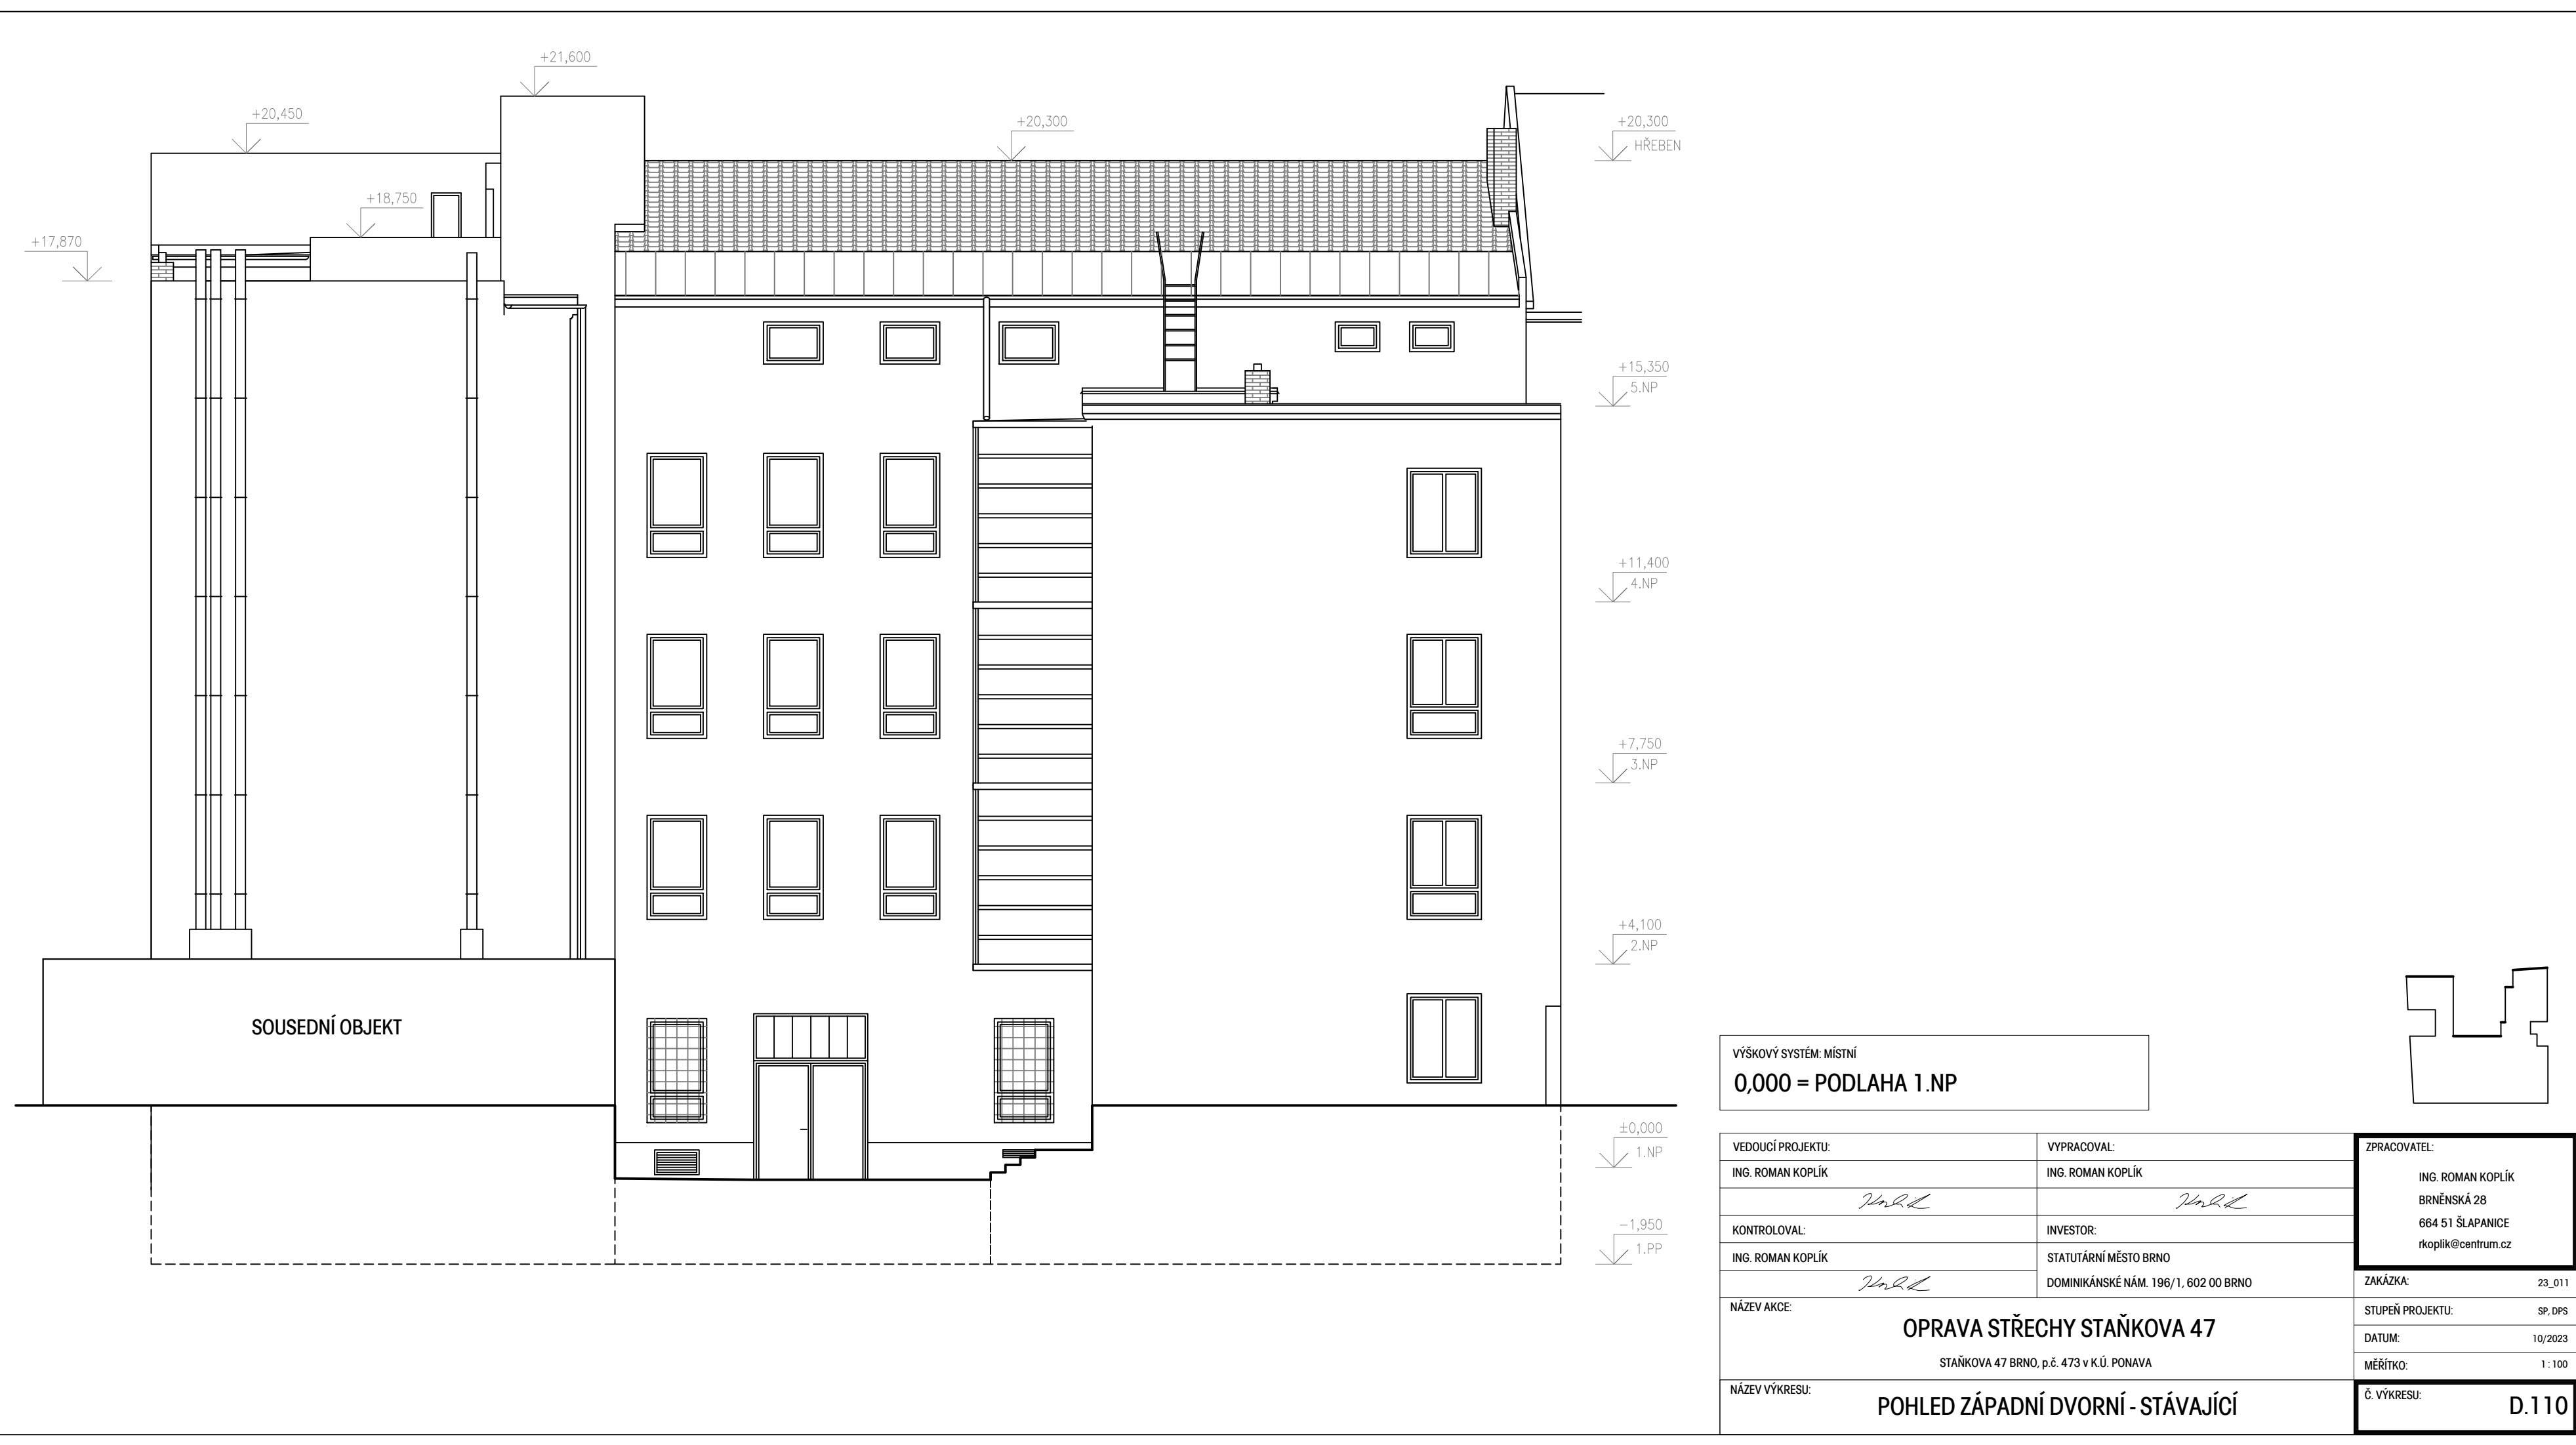 +21,600
+20,450
+20,300
+20,300
HŘEBEN
+18,750
+17,870
+15,350
5.NP
+11,400
4.NP
+7,750
3.NP
+4,100
2.NP
SOUSEDNÍ OBJEKT
±0,000
1.NP
-1,950
1.PP
VÝŠKOVÝ SYSTÉM: MÍSTNÍ
0,000 = PODLAHA 1.NP
VEDOUCÍ PROJEKTU:
ING. ROMAN KOPLÍK
VYPRACOVAL:
ING. ROMAN KOPLÍK
KONTROLOVAL:
ING. ROMAN KOPLÍK
INVESTOR:
STATUTÁRNÍ MĚSTO BRNO
DOMINIKÁNSKÉ NÁM. 196/1, 602 00 BRNO
ZPRACOVATEL:
ING. ROMAN KOPLÍK
BRNĚNSKÁ 28
664 51 ŠLAPANICE
rkoplik@centrum.cz
ZAKÁZKA: 23_011
STUPEŇ PROJEKTU: SP, DPS
DATUM: 10/2023
MĚŘÍTKO: 1 : 100
NÁZEV AKCE:
OPRAVA STŘECHY STAŇKOVA 47
STAŇKOVA 47 BRNO, p.č. 473 v K.Ú. PONAVA
NÁZEV VÝKRESU:
POHLED ZÁPADNÍ DVORNÍ - STÁVAJÍCÍ
Č. VÝKRESU:
D.110